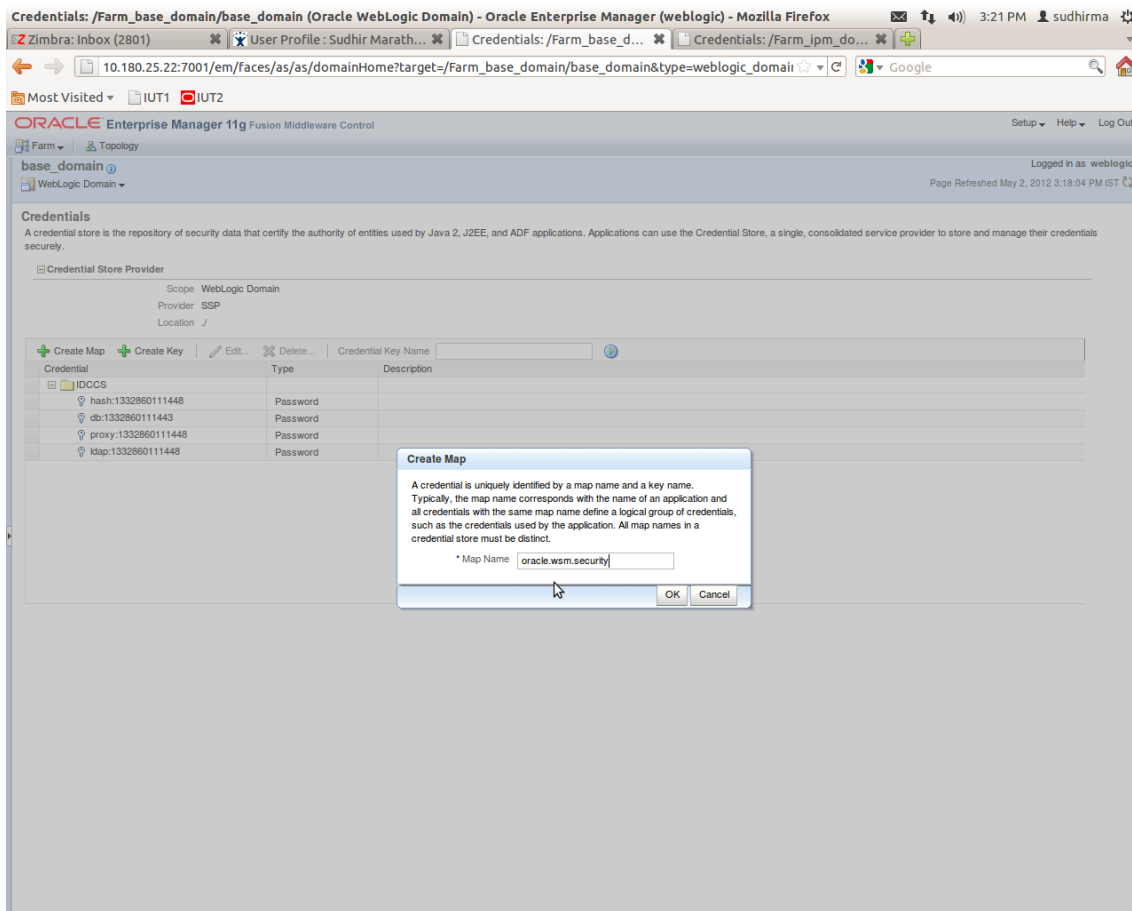 Credentials: /Farm_base_domain/base_domain (Oracle WebLogic Domain) - Oracle Enterprise Manager (weblogic) - Mozilla Firefox 3:21 PM sudhirma
Zimbra: Inbox (2801) User Profile : Sudhir Marath... Credentials: /Farm_base_d... Credentials: /Farm_ipm_do...
10.180.25.22:7001/em/faces/as/as/domainHome?target=/Farm_base_domain/base_domain&type=weblogic_domai Google
Most Visited IUT1 IUT2
ORACLE Enterprise Manager 11g Fusion Middleware Control Setup Help Log Out
Farm Topology
base_domain Logged in as weblogic
WebLogic Domain Page Refreshed May 2, 2012 3:18:04 PM IST
Credentials
A credential store is the repository of security data that certify the authority of entities used by Java 2, J2EE, and ADF applications. Applications can use the Credential Store, a single, consolidated service provider to store and manage their credentials
securely.
Credential Store Provider
Scope WebLogic Domain
Provider SSP
Location ./
Create Map Create Key Edit... Delete... Credential Key Name
Credential Type Description
IDCCS
hash:1332860111448 Password
db:1332860111443 Password
proxy:1332860111448 Password
ldap:1332860111448 Password
Create Map
A credential is uniquely identified by a map name and a key name.
Typically, the map name corresponds with the name of an application and
all credentials with the same map name define a logical group of credentials,
such as the credentials used by the application. All map names in a
credential store must be distinct.
* Map Name oracle.wsm.security
OK Cancel